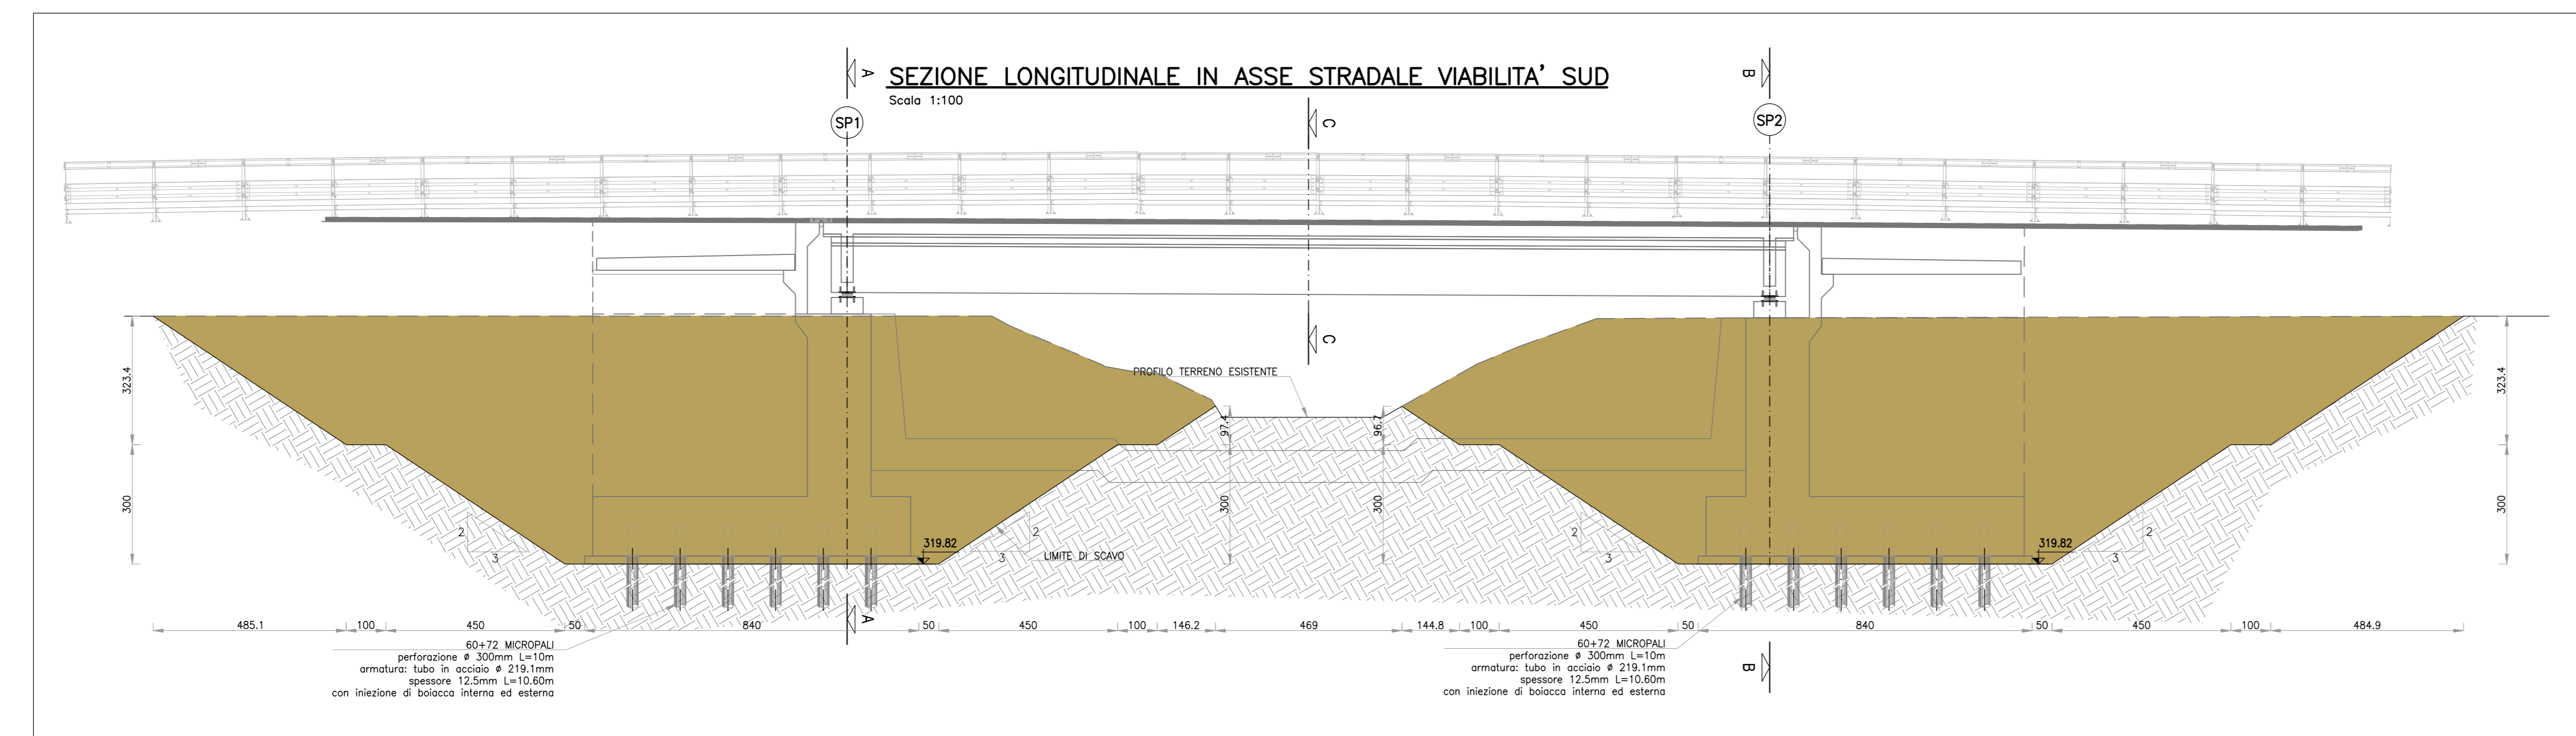 A
SEZIONE LONGITUDINALE IN ASSE STRADALE VIABILITA' SUD
B
Scala 1:100
SP1
C
SP2
C
PROFILO TERRENO ESISTENTE
323.4
97.4
96.7
323.4
300
300
300
300
2
3
319.82
2
3
LIMITE DI SCAVO
2
3
319.82
2
3
A
485.1 100 450 50 840 50 450 100 146.2 469 144.8 100 450 50 840 50 450 100 484.9
60+72 MICROPALI
perforazione ø 300mm L=10m
armatura: tubo in acciaio ø 219.1mm
spessore 12.5mm L=10.60m
con iniezione di boiacca interna ed esterna
60+72 MICROPALI
perforazione ø 300mm L=10m
armatura: tubo in acciaio ø 219.1mm
spessore 12.5mm L=10.60m
con iniezione di boiacca interna ed esterna
B